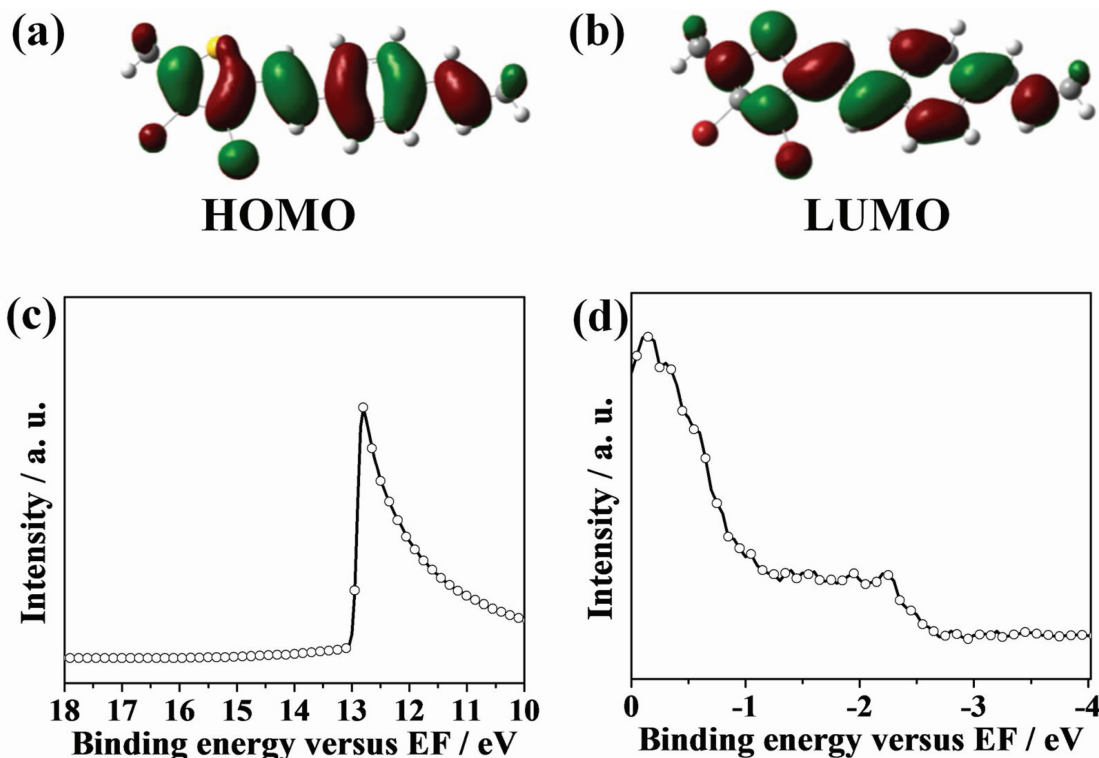 (a)
(b)
HOMO
LUMO
(c)
Intensity / a. u.
18 17 16 15 14 13 12 11 10
Binding energy versus EF / eV
(d)
Intensity / a. u.
0 -1 -2 -3 -4
Binding energy versus EF / eV